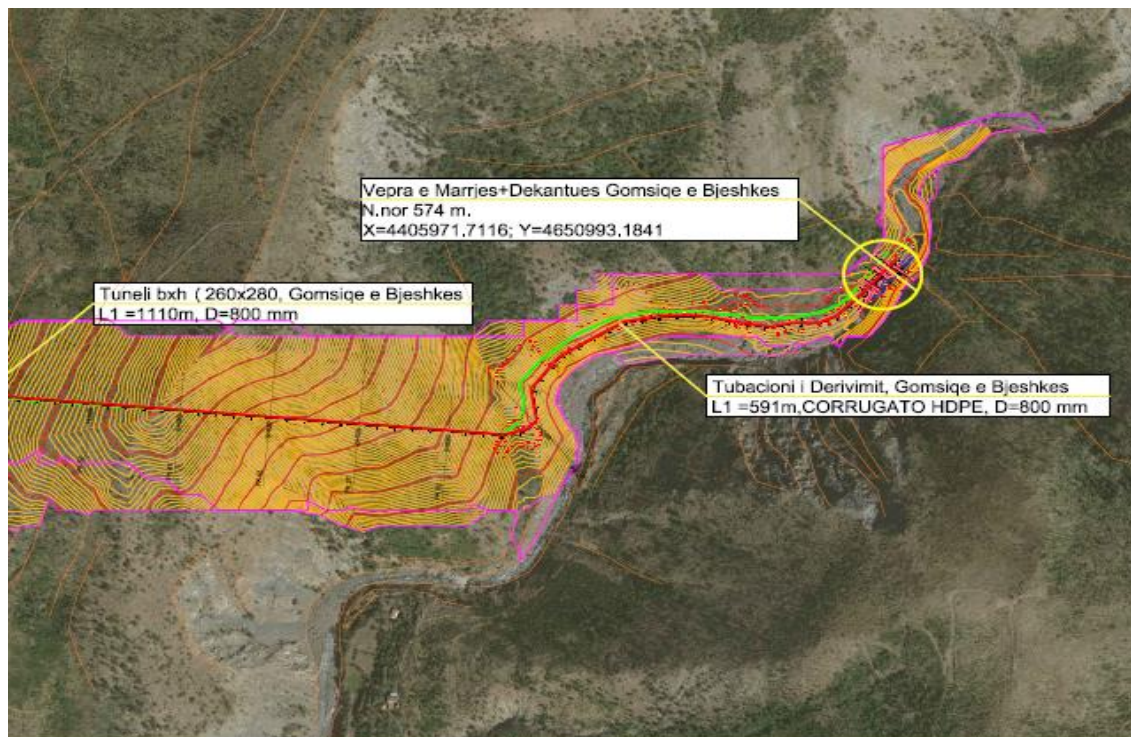 Vepra e Marrjes+Dekantues Gomsiqe e Bjeshkes
N.nor 574 m.
X=4405971,7116; Y=4650993,1841
Tuneli bxh ( 260x280, Gomsiqe e Bjeshkes
L1 =1110m, D=800 mm
Tubacioni i Derivimit, Gomsiqe e Bjeshkes
L1 =591m,CORRUGATO HDPE, D=800 mm